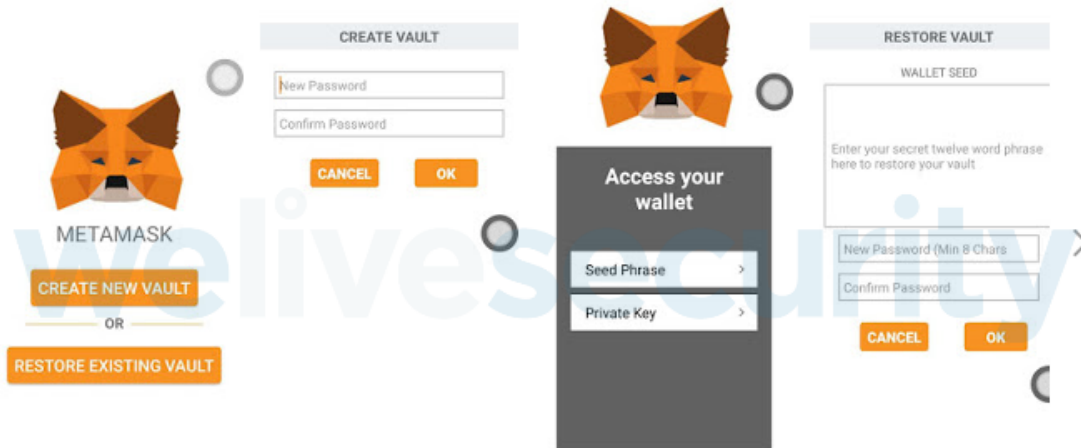 METAMASK
CREATE NEW VAULT
OR
RESTORE EXISTING VAULT
CREATE VAULT
New Password
Confirm Password
CANCEL
OK
Access your
wallet
Seed Phrase
Private Key
RESTORE VAULT
WALLET SEED
Enter your secret twelve word phrase
here to restore your vault
New Password (Min 8 Chars
Confirm Password
CANCEL
OK
welivesecurity